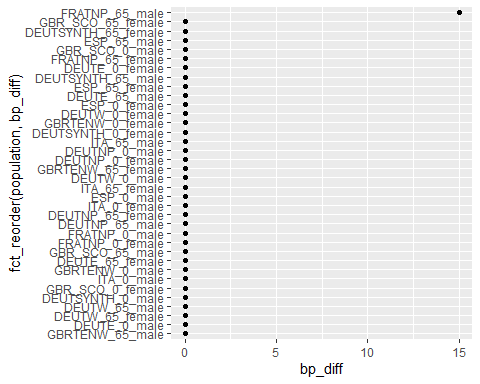 FRATNP_65_male
GBR_SCO_65_female
DEUTSYNTH_65_male
ESP_65_male
GBR_SCO_0_male
FRATNP_65_female
DEUTE_0_female
DEUTSYNTH_65_female
ESP_65_female
DEUTE_65_male
ESP_0_female
DEUTW_0_female
GBRTENW_0_female
DEUTSYNTH_0_female
ITA_65_male
DEUTNP_0_male
DEUTNP_0_female
GBRTENW_65_female
DEUTW_0_male
ITA_65_female
ESP_0_male
ITA_0_female
DEUTNP_65_female
DEUTNP_65_male
FRATNP_0_male
FRATNP_0_female
GBR_SCO_65_male
DEUTE_65_female
GBRTENW_0_male
ITA_0_male
GBR_SCO_0_female
DEUTSYNTH_0_male
DEUTW_65_male
DEUTW_65_female
DEUTE_0_male
GBRTENW_65_male
fct_reorder(population, bp_diff)
0 5 10 15
bp_diff